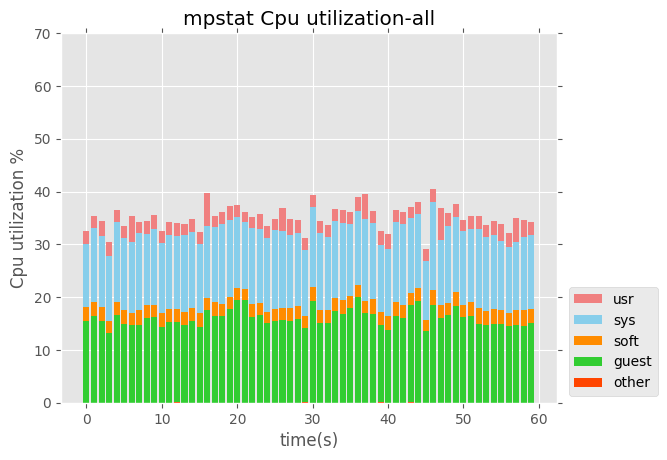 mpstat Cpu utilization-all
70
60
50
40
30
20
10
0
Cpu utilization %
0
10
20
30
40
50
60
time(s)
usr
sys
soft
guest
other